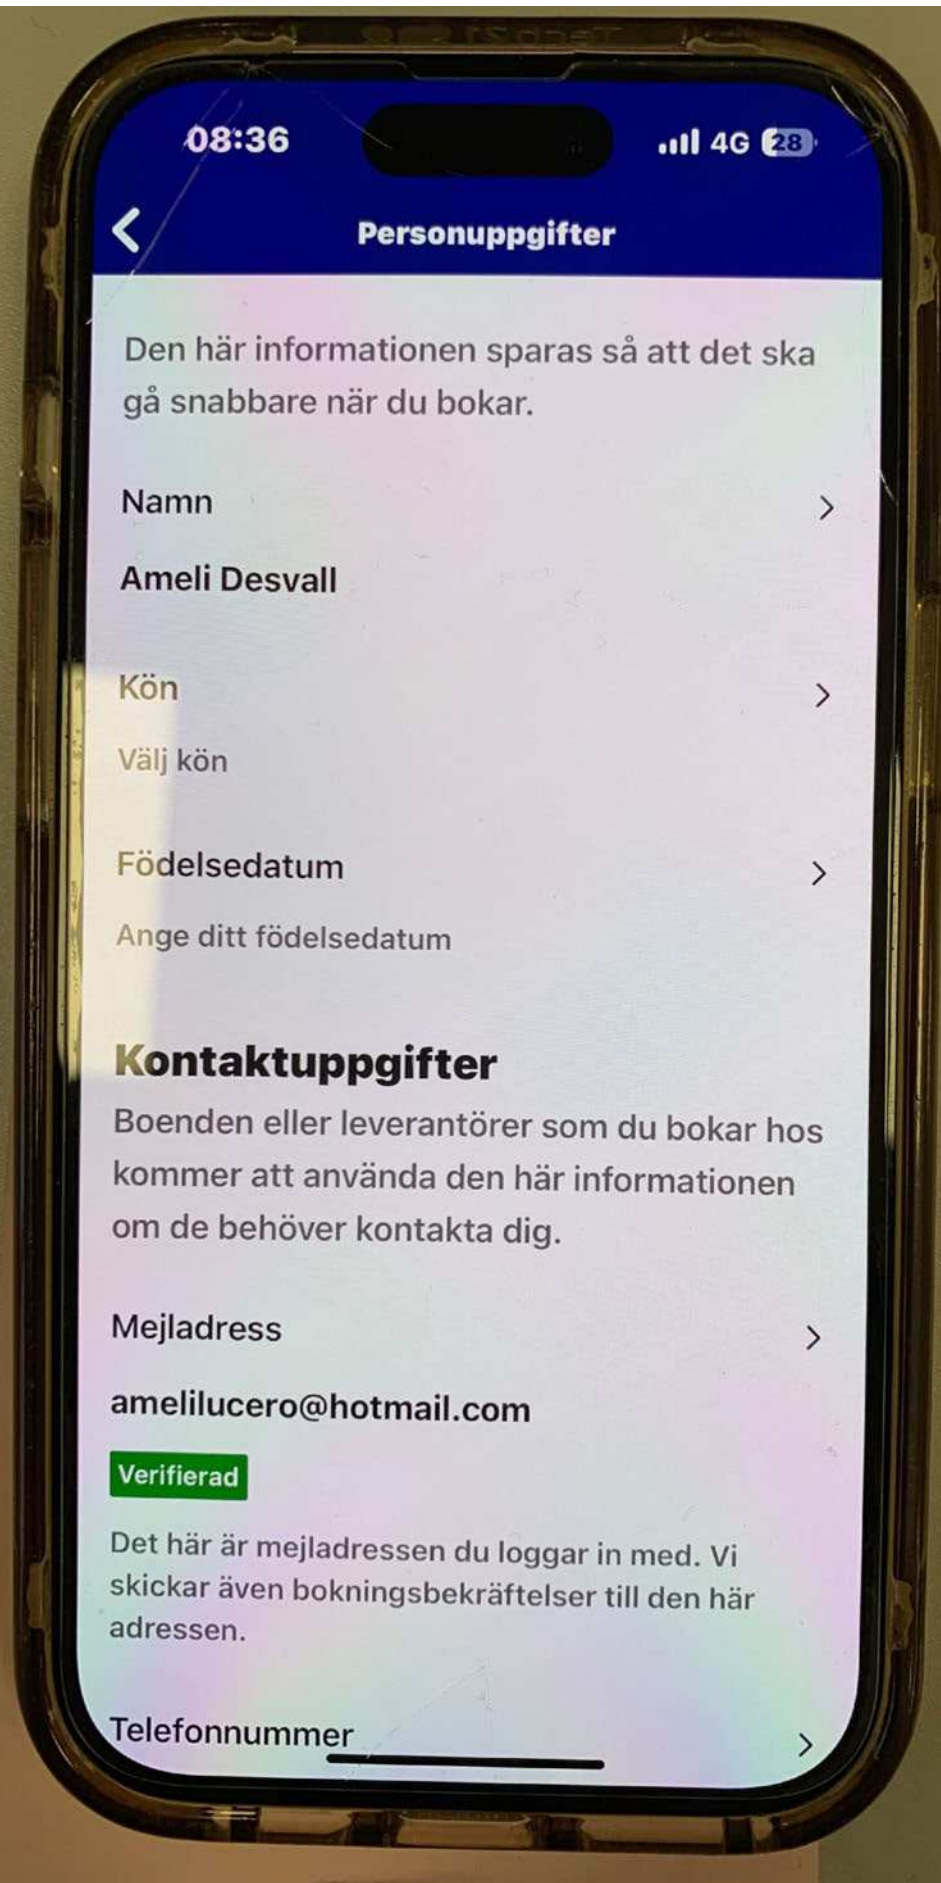 08:36
4G 28
Personuppgifter
Den här informationen sparas så att det ska
gå snabbare när du bokar.
Namn
Ameli Desvall
Kön
Välj kön
Födelsedatum
Ange ditt födelsedatum
Kontaktuppgifter
Boenden eller leverantörer som du bokar hos
kommer att använda den här informationen
om de behöver kontakta dig.
Mejladress
amelilucero@hotmail.com
Verifierad
Det här är mejladressen du loggar in med. Vi
skickar även bokningsbekräftelser till den här
adressen.
Telefonnummer